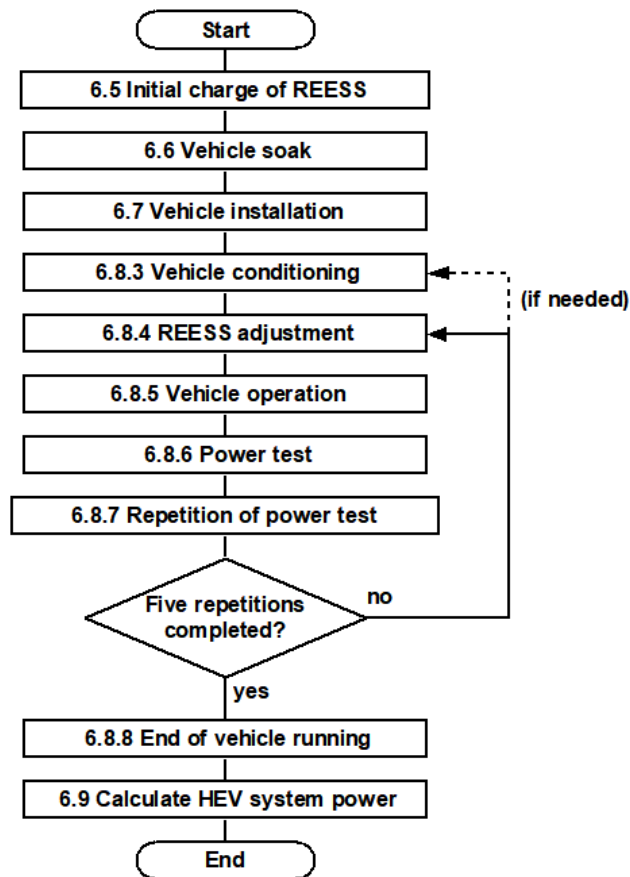 Start
6.5 Initial charge of REESS
6.6 Vehicle soak
6.7 Vehicle installation
6.8.3 Vehicle conditioning
(if needed)
6.8.4 REESS adjustment
6.8.5 Vehicle operation
6.8.6 Power test
6.8.7 Repetition of power test
Five repetitions
completed?
no
yes
6.8.8 End of vehicle running
6.9 Calculate HEV system power
End